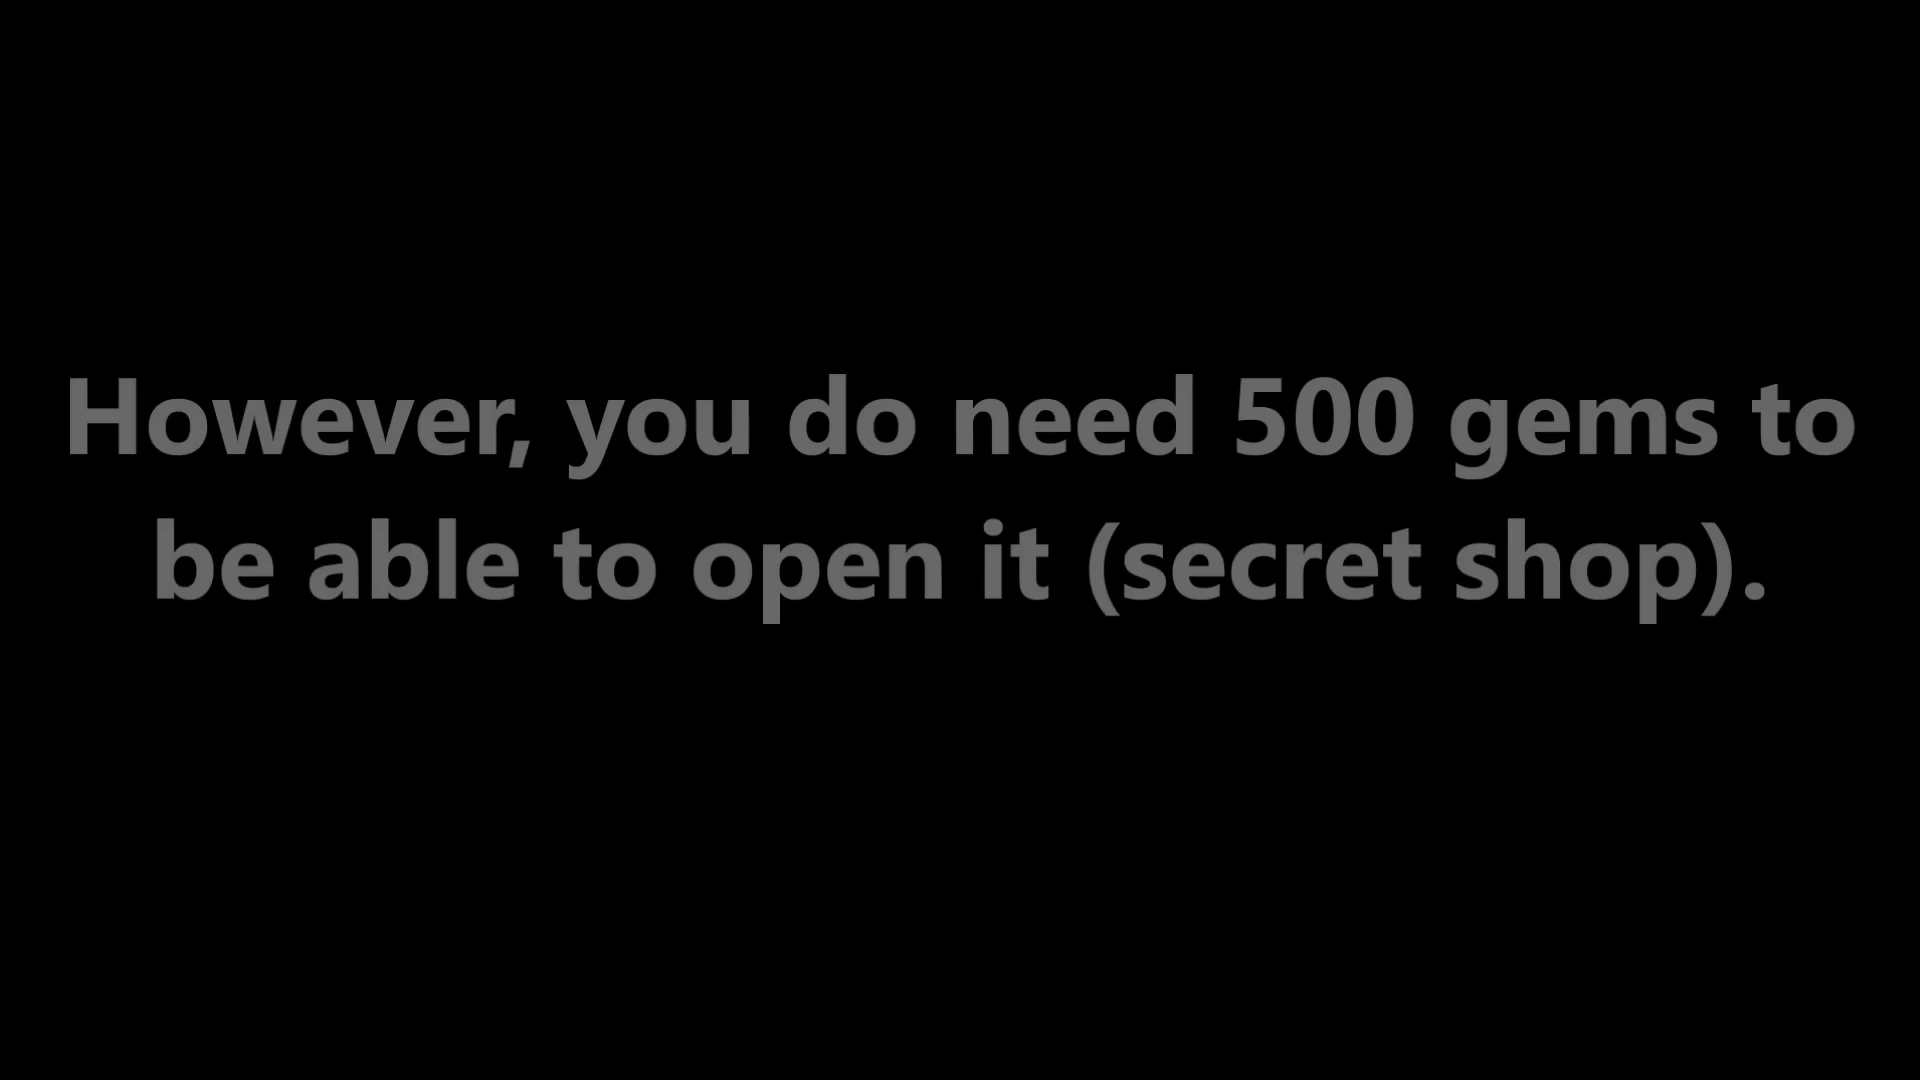 However, you do need 500 gems to
be able to open it (secret shop).